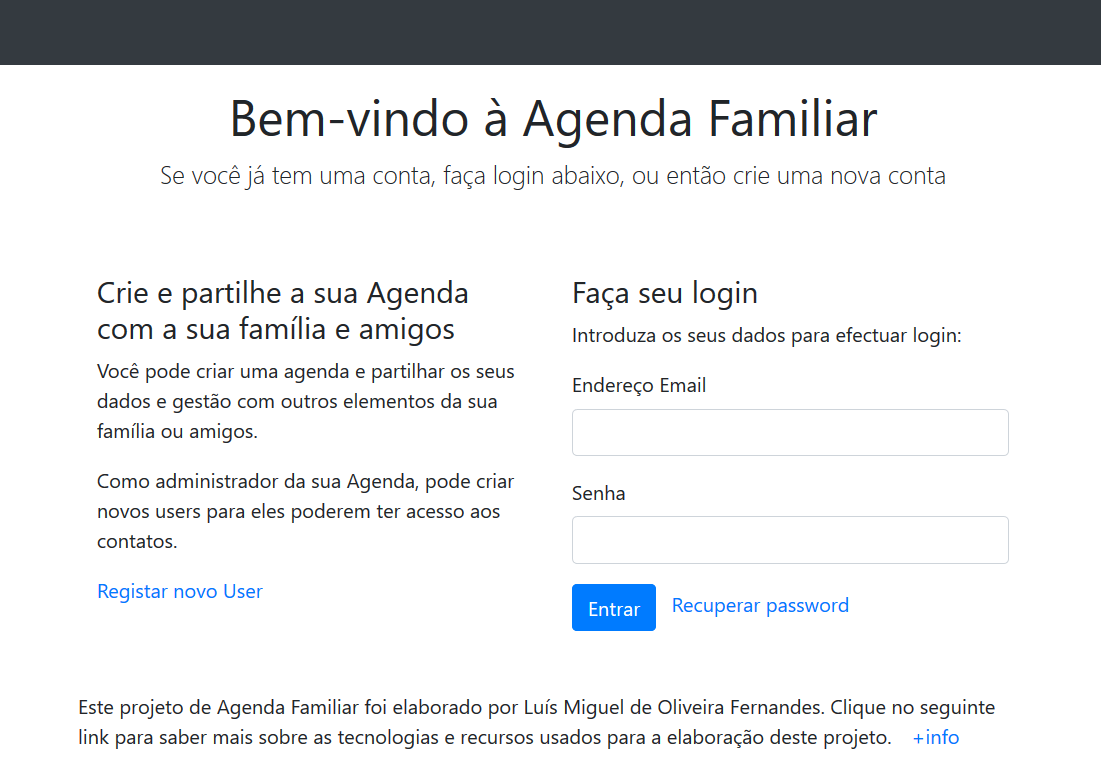 Bem-vindo à Agenda Familiar
Se você já tem uma conta, faça login abaixo, ou então crie uma nova conta
Crie e partilhe a sua Agenda
com a sua família e amigos
Você pode criar uma agenda e partilhar os seus
dados e gestão com outros elementos da sua
família ou amigos.
Como administrador da sua Agenda, pode criar
novos users para eles poderem ter acesso aos
contatos.
Registar novo User
Faça seu login
Introduza os seus dados para efectuar login:
Endereço Email
Senha
Entrar
Recuperar password
Este projeto de Agenda Familiar foi elaborado por Luís Miguel de Oliveira Fernandes. Clique no seguinte
link para saber mais sobre as tecnologias e recursos usados para a elaboração deste projeto. +info